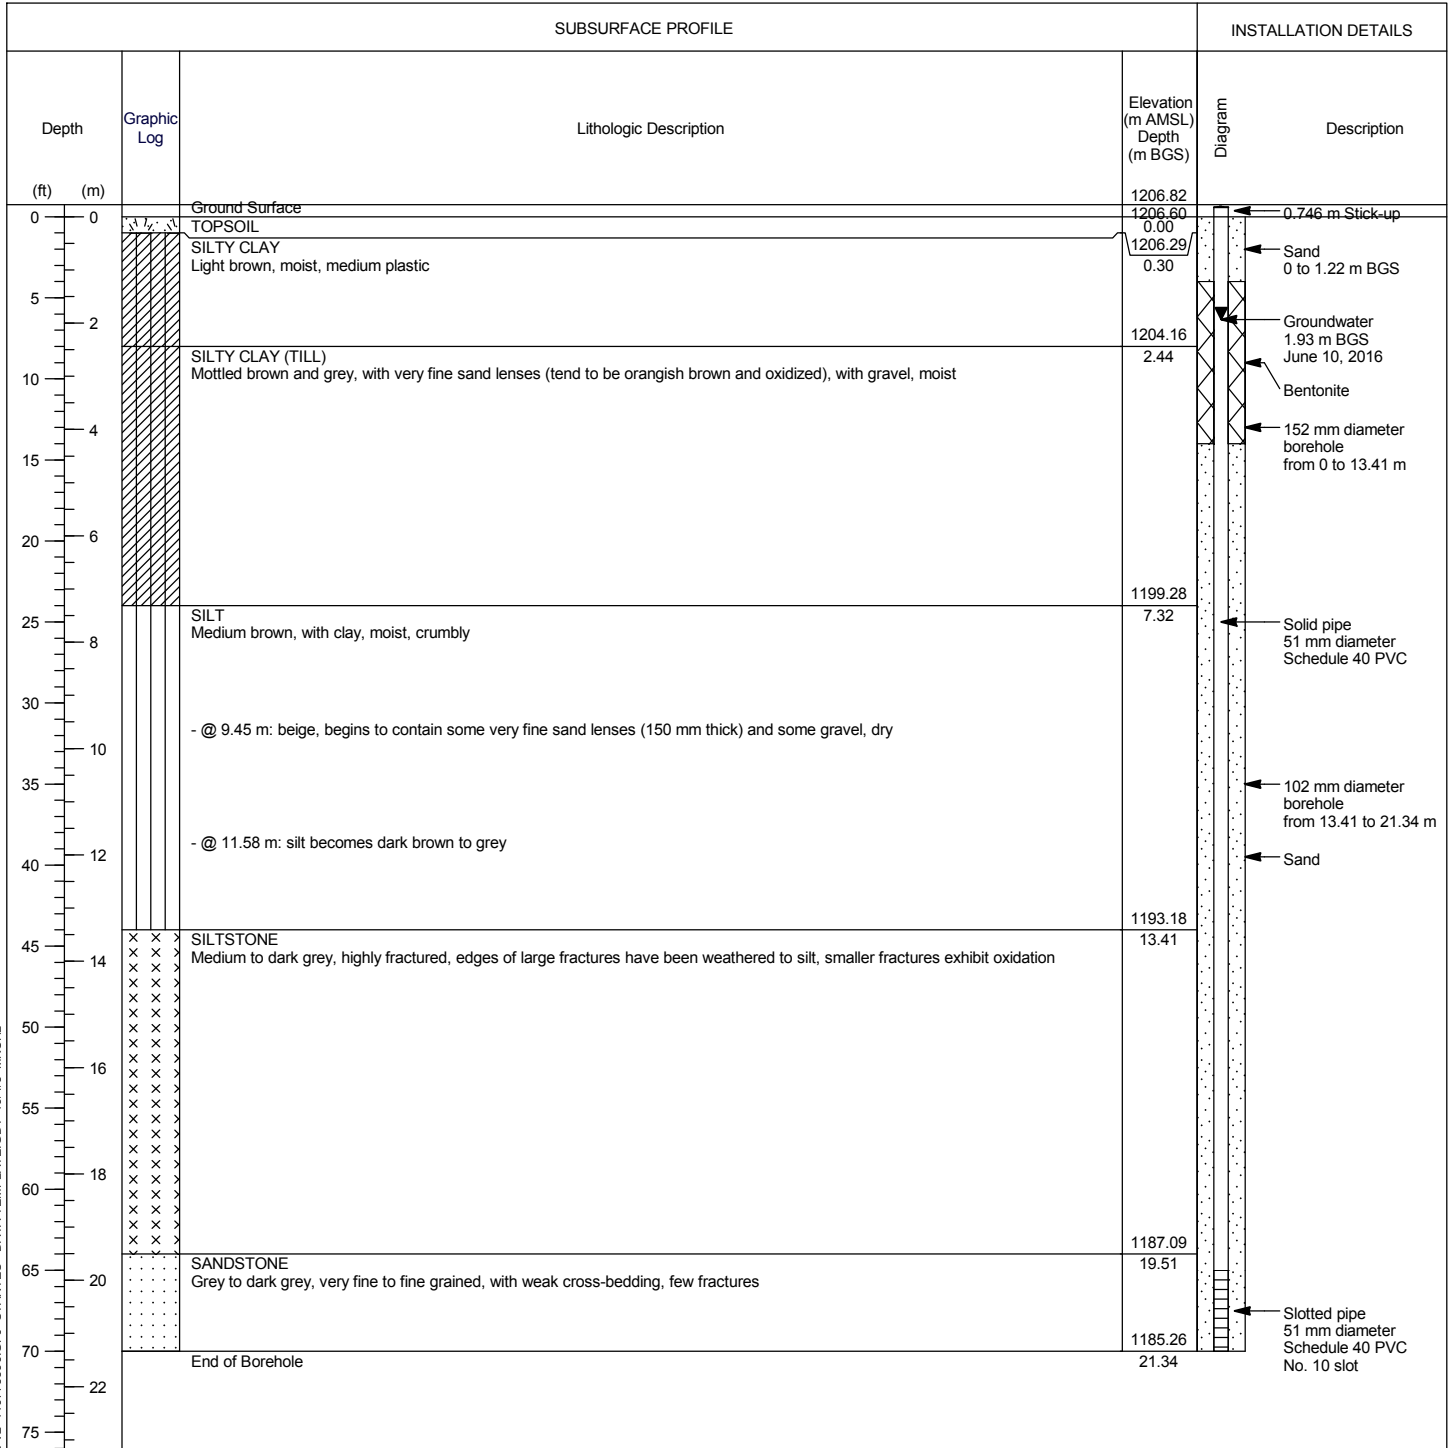 SUBSURFACE PROFILE
INSTALLATION DETAILS
Depth
Graphic
Log
Lithologic Description
Elevation
(m AMSL)
Depth
(m BGS)
Diagram
Description
(ft) (m)
1206.82
Ground Surface
0 0
1206.60
0.746 m Stick-up
TOPSOIL
0.00
SILTY CLAY
1206.29
Light brown, moist, medium plastic
0.30
Sand
0 to 1.22 m BGS
5
2
Groundwater
1.93 m BGS
June 10, 2016
1204.16
SILTY CLAY (TILL)
2.44
Mottled brown and grey, with very fine sand lenses (tend to be orangish brown and oxidized), with gravel, moist
10
Bentonite
4
152 mm diameter
borehole
from 0 to 13.41 m
15
6
20
1199.28
SILT
7.32
Medium brown, with clay, moist, crumbly
25
8
Solid pipe
51 mm diameter
Schedule 40 PVC
30
- @ 9.45 m: beige, begins to contain some very fine sand lenses (150 mm thick) and some gravel, dry
10
35
102 mm diameter
borehole
from 13.41 to 21.34 m
- @ 11.58 m: silt becomes dark brown to grey
12
40
Sand
1193.18
SILTSTONE
13.41
45
Medium to dark grey, highly fractured, edges of large fractures have been weathered to silt, smaller fractures exhibit oxidation
14
50
16
55
18
60
1187.09
SANDSTONE
19.51
65
20
Grey to dark grey, very fine to fine grained, with weak cross-bedding, few fractures
Slotted pipe
51 mm diameter
Schedule 40 PVC
No. 10 slot
1185.26
70
End of Borehole
21.34
22
75